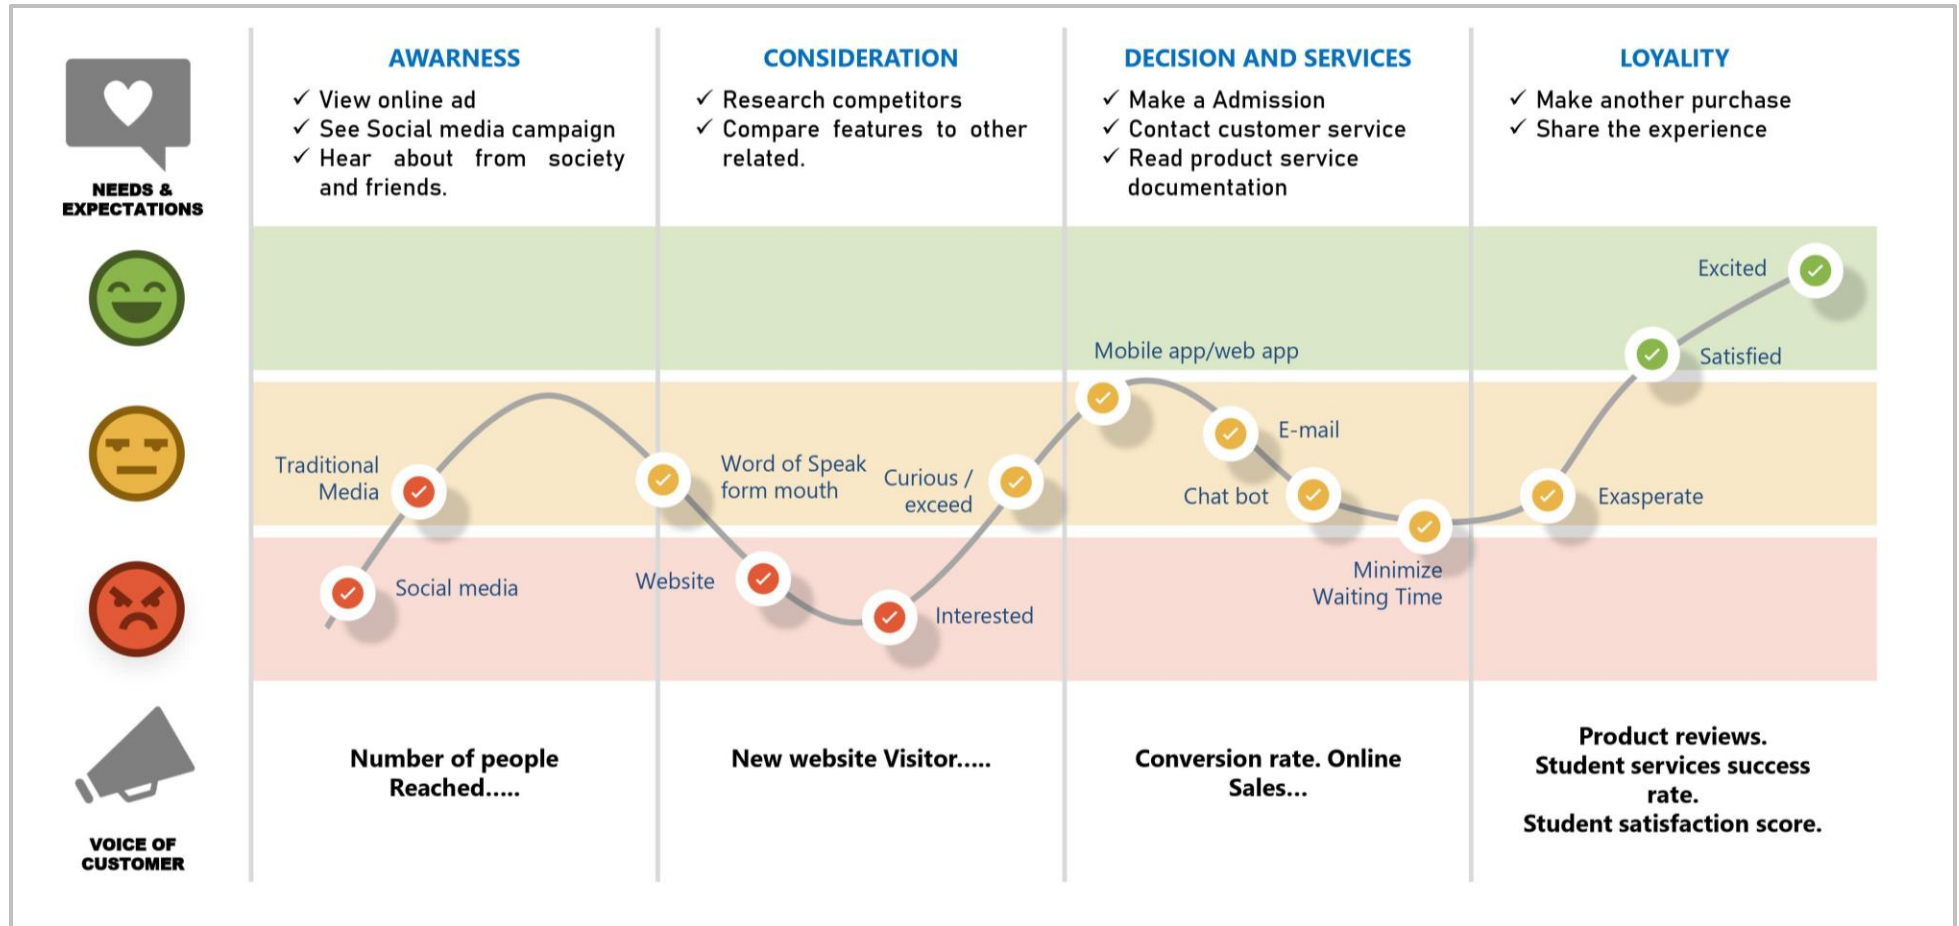 AWARNESS
✓ View online ad
✓ See Social media campaign
✓ Hear about from society
and friends.
CONSIDERATION
✓ Research competitors
✓ Compare features to other
related.
DECISION AND SERVICES
✓ Make a Admission
✓ Contact customer service
✓ Read product service
documentation
LOYALITY
✓ Make another purchase
✓ Share the experience
NEEDS &
EXPECTATIONS
Traditional
Media
Social media
Word of Speak
form mouth
Website
Curious /
exceed
Interested
Mobile app/web app
E-mail
Chat bot
Minimize
Waiting Time
Excited
Satisfied
Exasperate
VOICE OF
CUSTOMER
Number of people
Reached.....
New website Visitor.....
Conversion rate. Online
Sales...
Product reviews.
Student services success
rate.
Student satisfaction score.